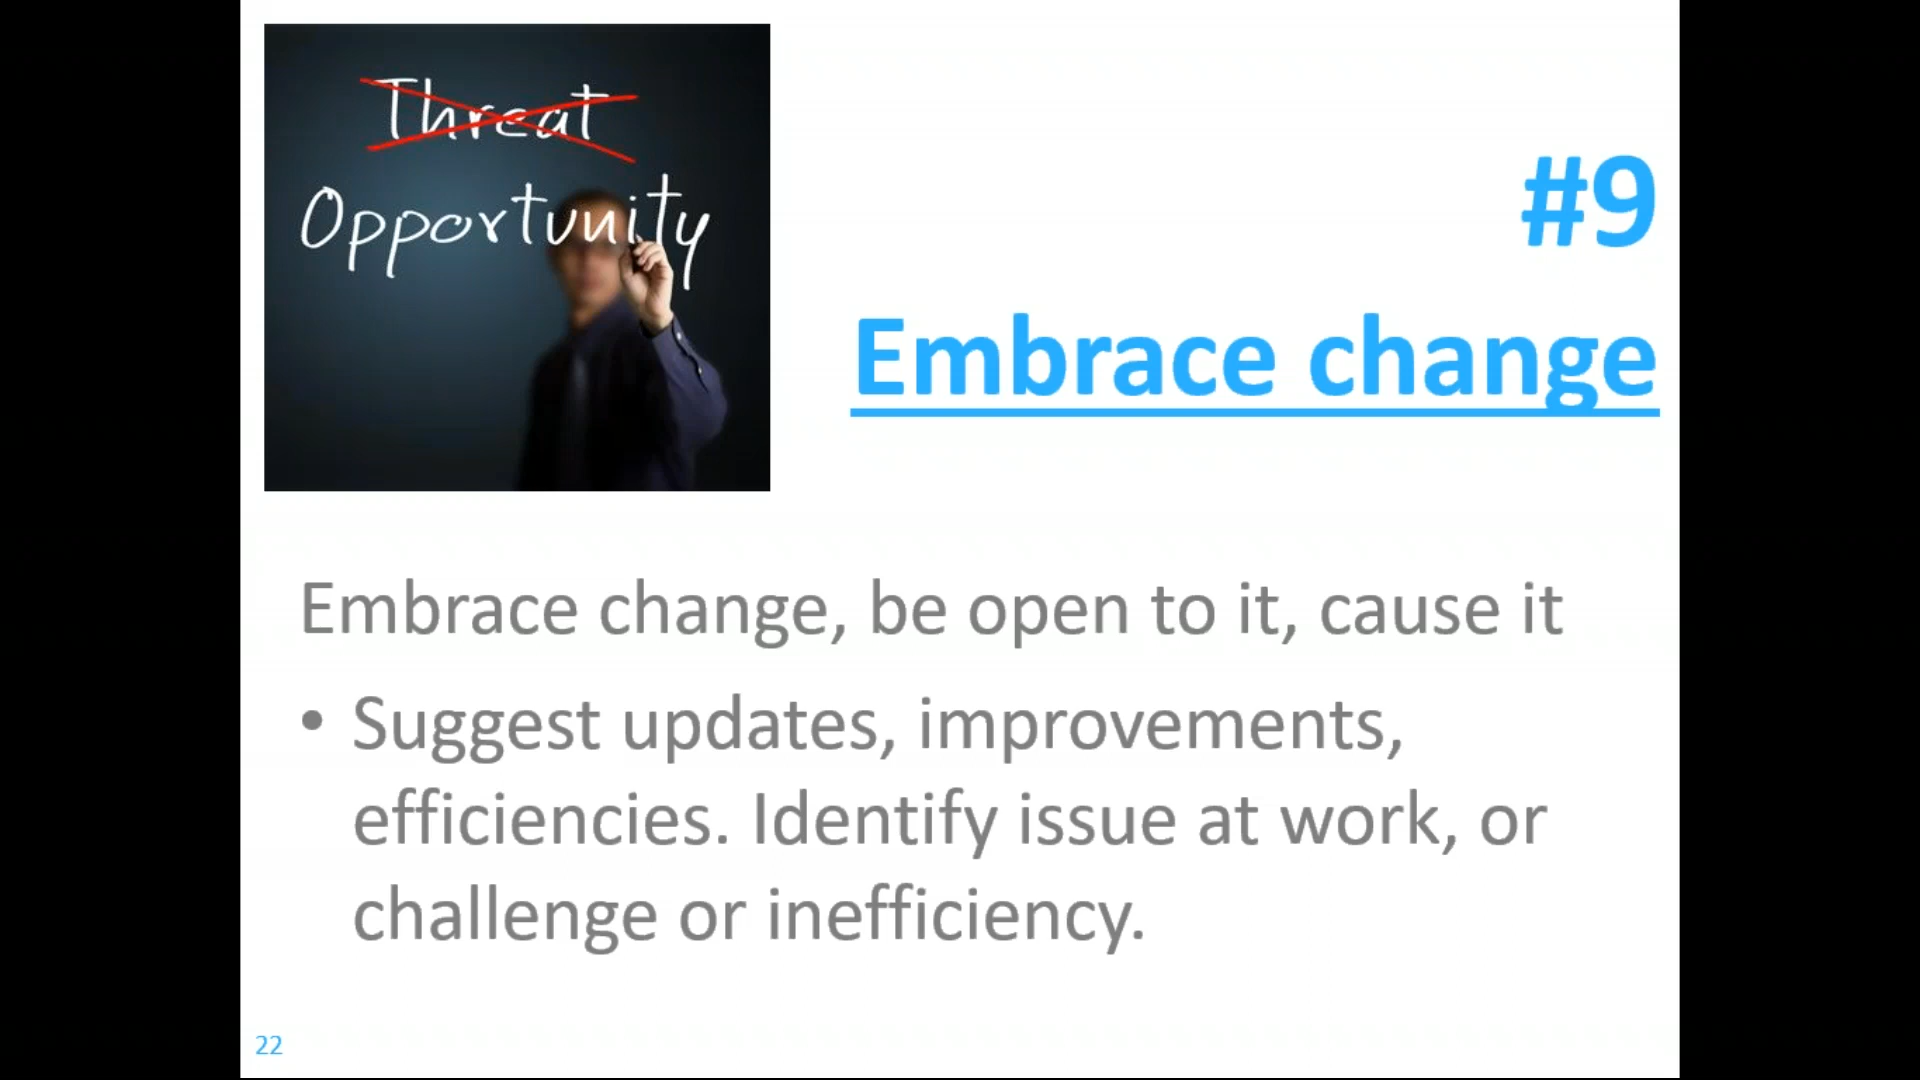 Threat
Opportunity
#9
Embrace change
Embrace change, be open to it, cause it
• Suggest updates, improvements,
efficiencies. Identify issue at work, or
challenge or inefficiency.
22